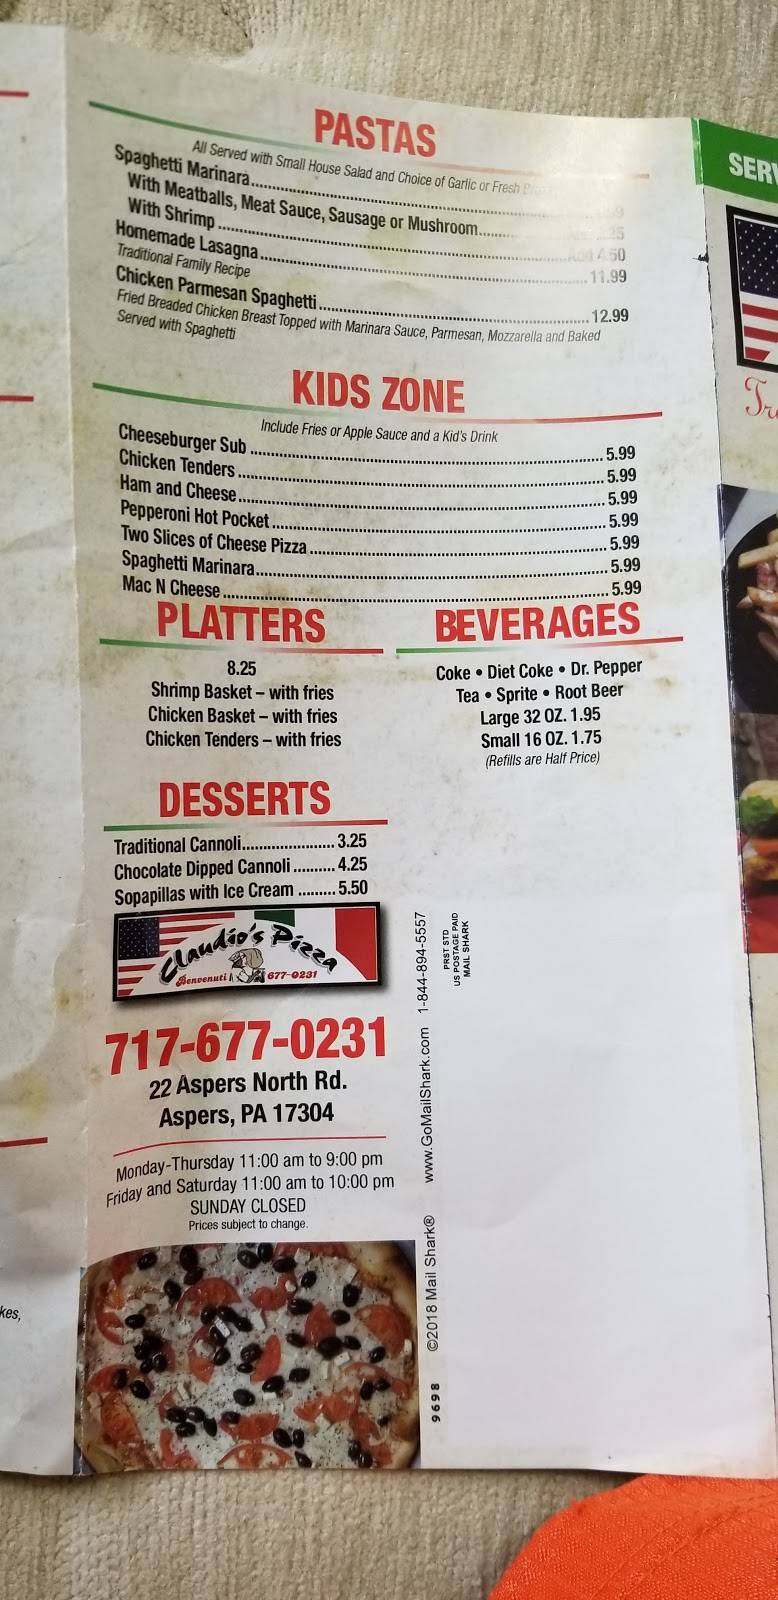 PASTAS
All Served with Small House Salad and Choice of Garlic or Fresh
Spaghetti Marinara
With Meatballs, Meat Sauce, Sausage or Mushroom
With Shrimp 4.50
Homemade Lasagna 11.99
Traditional Family Recipe
Chicken Parmesan Spaghetti 12.99
Fried Breaded Chicken Breast Topped with Marinara Sauce, Parmesan, Mozzarella and Baked
Served with Spaghetti
KIDS ZONE
Include Fries or Apple Sauce and a Kid's Drink
Cheeseburger Sub 5.99
Chicken Tenders 5.99
Ham and Cheese 5.99
Pepperoni Hot Pocket 5.99
Two Slices of Cheese Pizza 5.99
Spaghetti Marinara 5.99
Mac N Cheese 5.99
PLATTERS
8.25
Shrimp Basket – with fries
Chicken Basket – with fries
Chicken Tenders – with fries
BEVERAGES
Coke • Diet Coke • Dr. Pepper
Tea • Sprite • Root Beer
Large 32 OZ. 1.95
Small 16 OZ. 1.75
(Refills are Half Price)
DESSERTS
Traditional Cannoli 3.25
Chocolate Dipped Cannoli 4.25
Sopapillas with Ice Cream 5.50
Claudio's Pizza
Benvenuti 677-0231
717-677-0231
22 Aspers North Rd.
Aspers, PA 17304
Monday-Thursday 11:00 am to 9:00 pm
Friday and Saturday 11:00 am to 10:00 pm
SUNDAY CLOSED
Prices subject to change.
9698 ©2018 Mail Shark® www.GoMailShark.com 1-844-894-5557
PRST STD
US POSTAGE PAID
MAIL SHARK